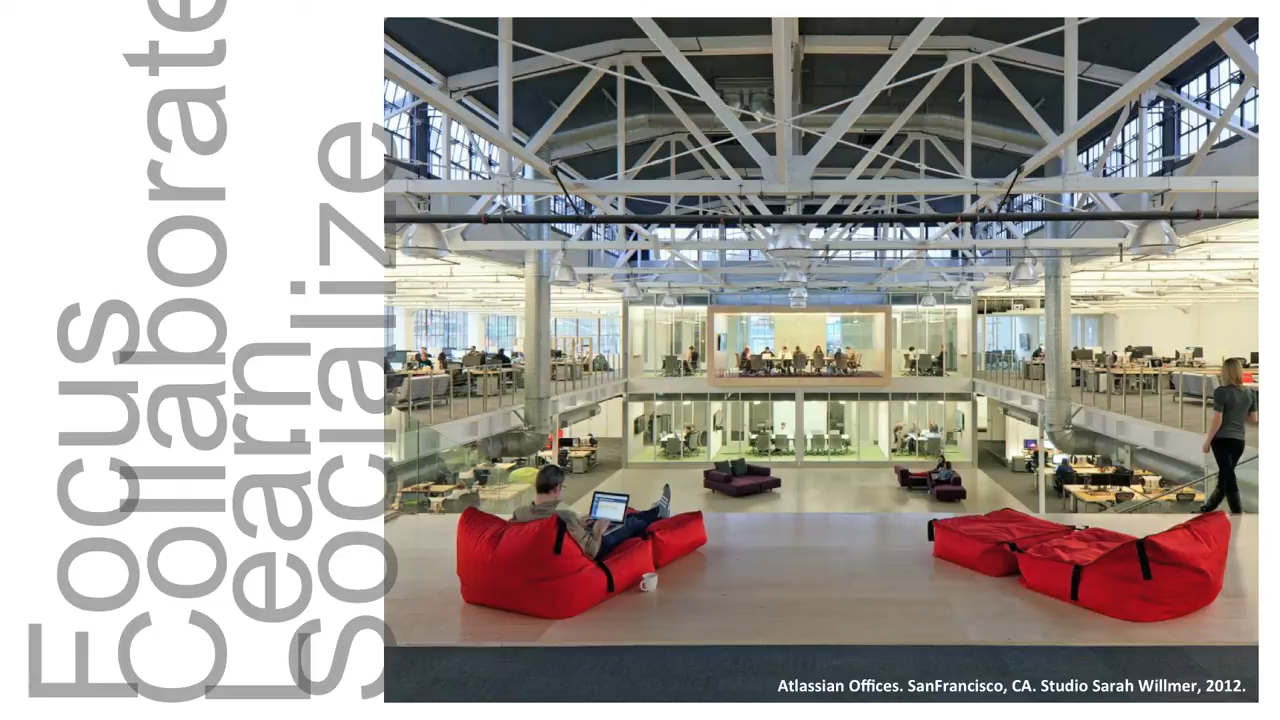 Focus
Collaborate
Learn
Socialize
Atlassian Offices. SanFrancisco, CA. Studio Sarah Willmer, 2012.